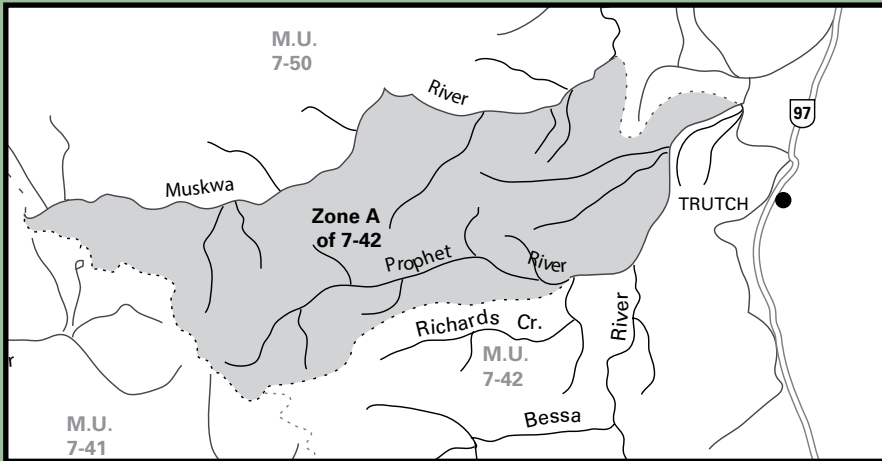 M.U.
7-50
River
97
Muskwa
TRUTCH
Zone A
of 7-42
Prophet
River
Richards Cr.
River
M.U.
7-42
r
Bessa
M.U.
7-41